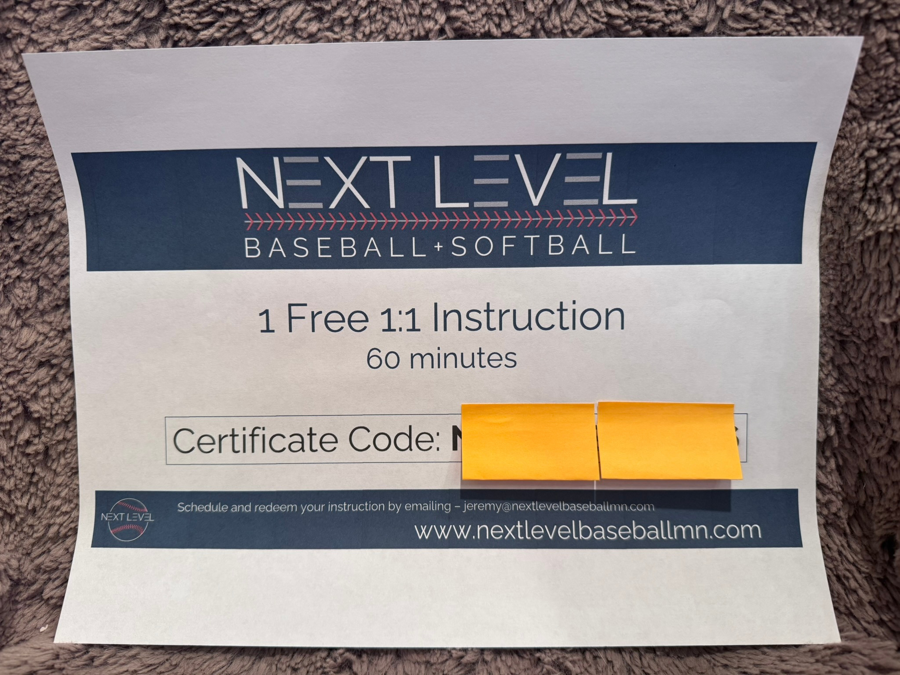 NEXT LEVEL
BASEBALL+SOFTBALL
1 Free 1:1 Instruction
60 minutes
Certificate Code:
NEXT LEVEL
Schedule and redeem your instruction by emailing – jeremy@nextlevelbaseballmn.com
www.nextlevelbaseballmn.com